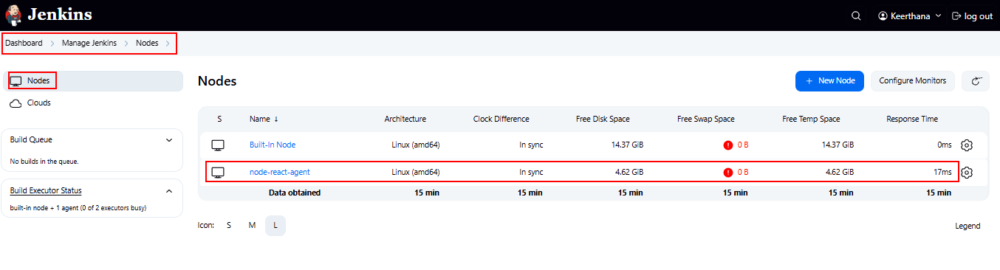 Jenkins
Keerthana log out
Dashboard Manage Jenkins Nodes
Nodes
Clouds
Build Queue
No builds in the queue.
Build Executor Status
built-in node + 1 agent (0 of 2 executors busy)
Nodes
+ New Node Configure Monitors
S Name ↓ Architecture Clock Difference Free Disk Space Free Swap Space Free Temp Space Response Time
Built-In Node Linux (amd64) In sync 14.37 GiB ! 0 B 14.37 GiB 0ms
node-react-agent Linux (amd64) In sync 4.62 GiB ! 0 B 4.62 GiB 17ms
Data obtained 15 min 15 min 15 min 15 min 15 min 15 min
Icon: S M L Legend